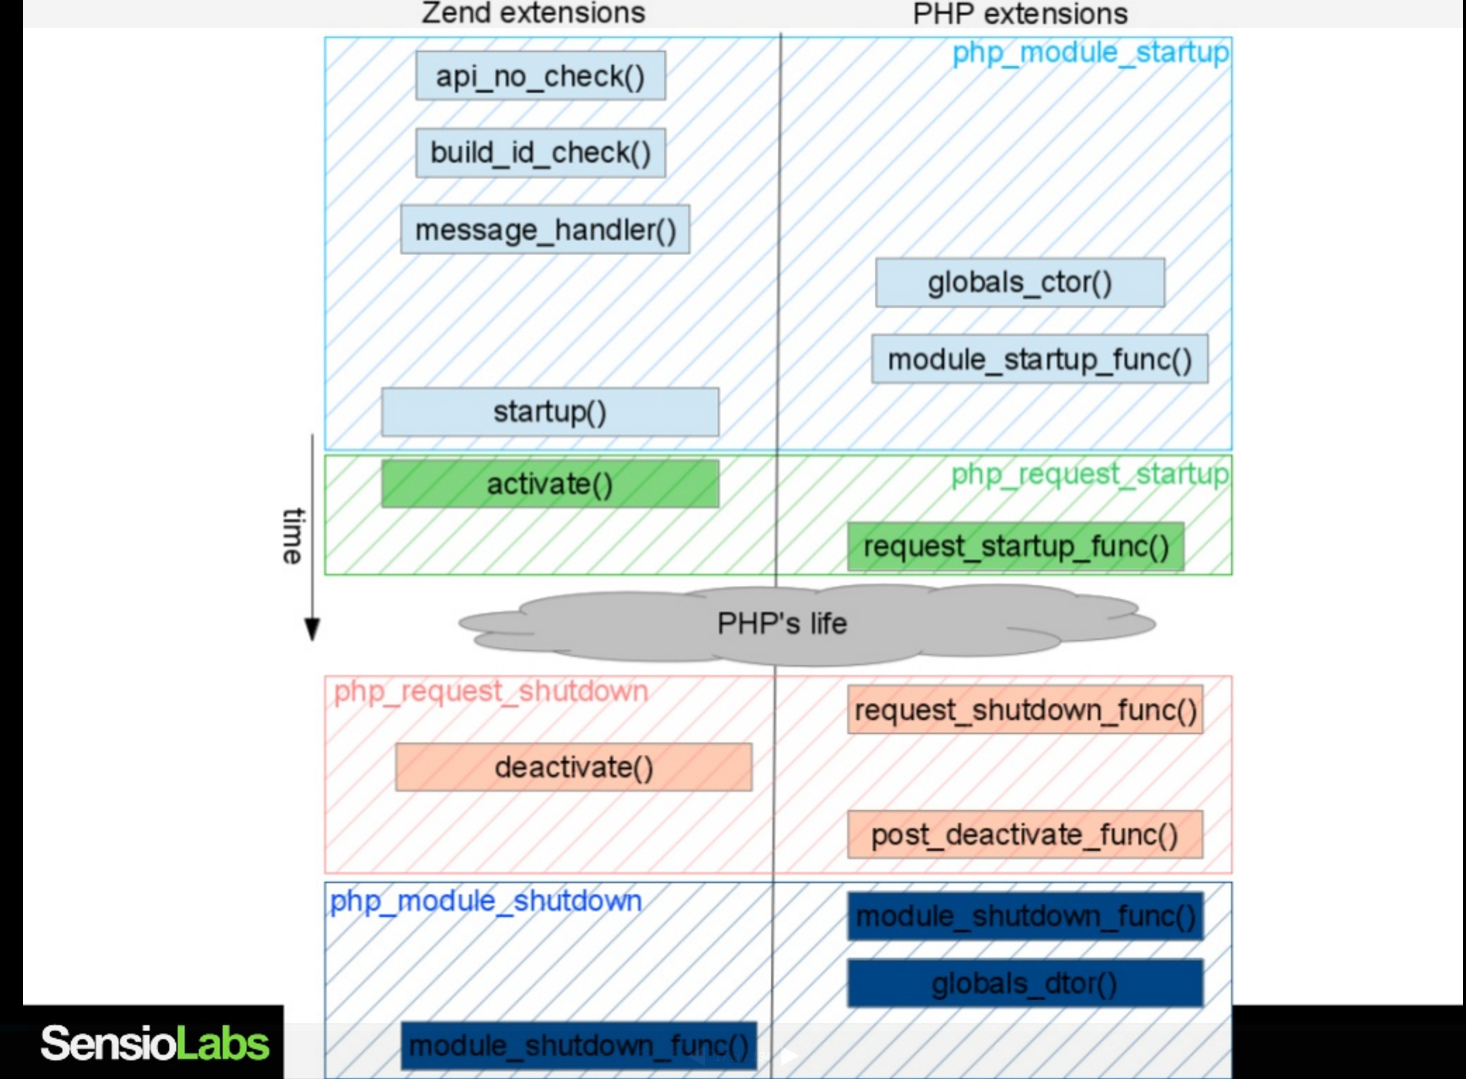 Zend extensions
PHP extensions
php_module_startup
api_no_check()
build_id_check()
message_handler()
globals_ctor()
module_startup_func()
startup()
activate()
php_request_startup
time
request_startup_func()
PHP's life
php_request_shutdown
request_shutdown_func()
deactivate()
post_deactivate_func()
php_module_shutdown
module_shutdown_func()
globals_dtor()
module_shutdown_func()
SensioLabs